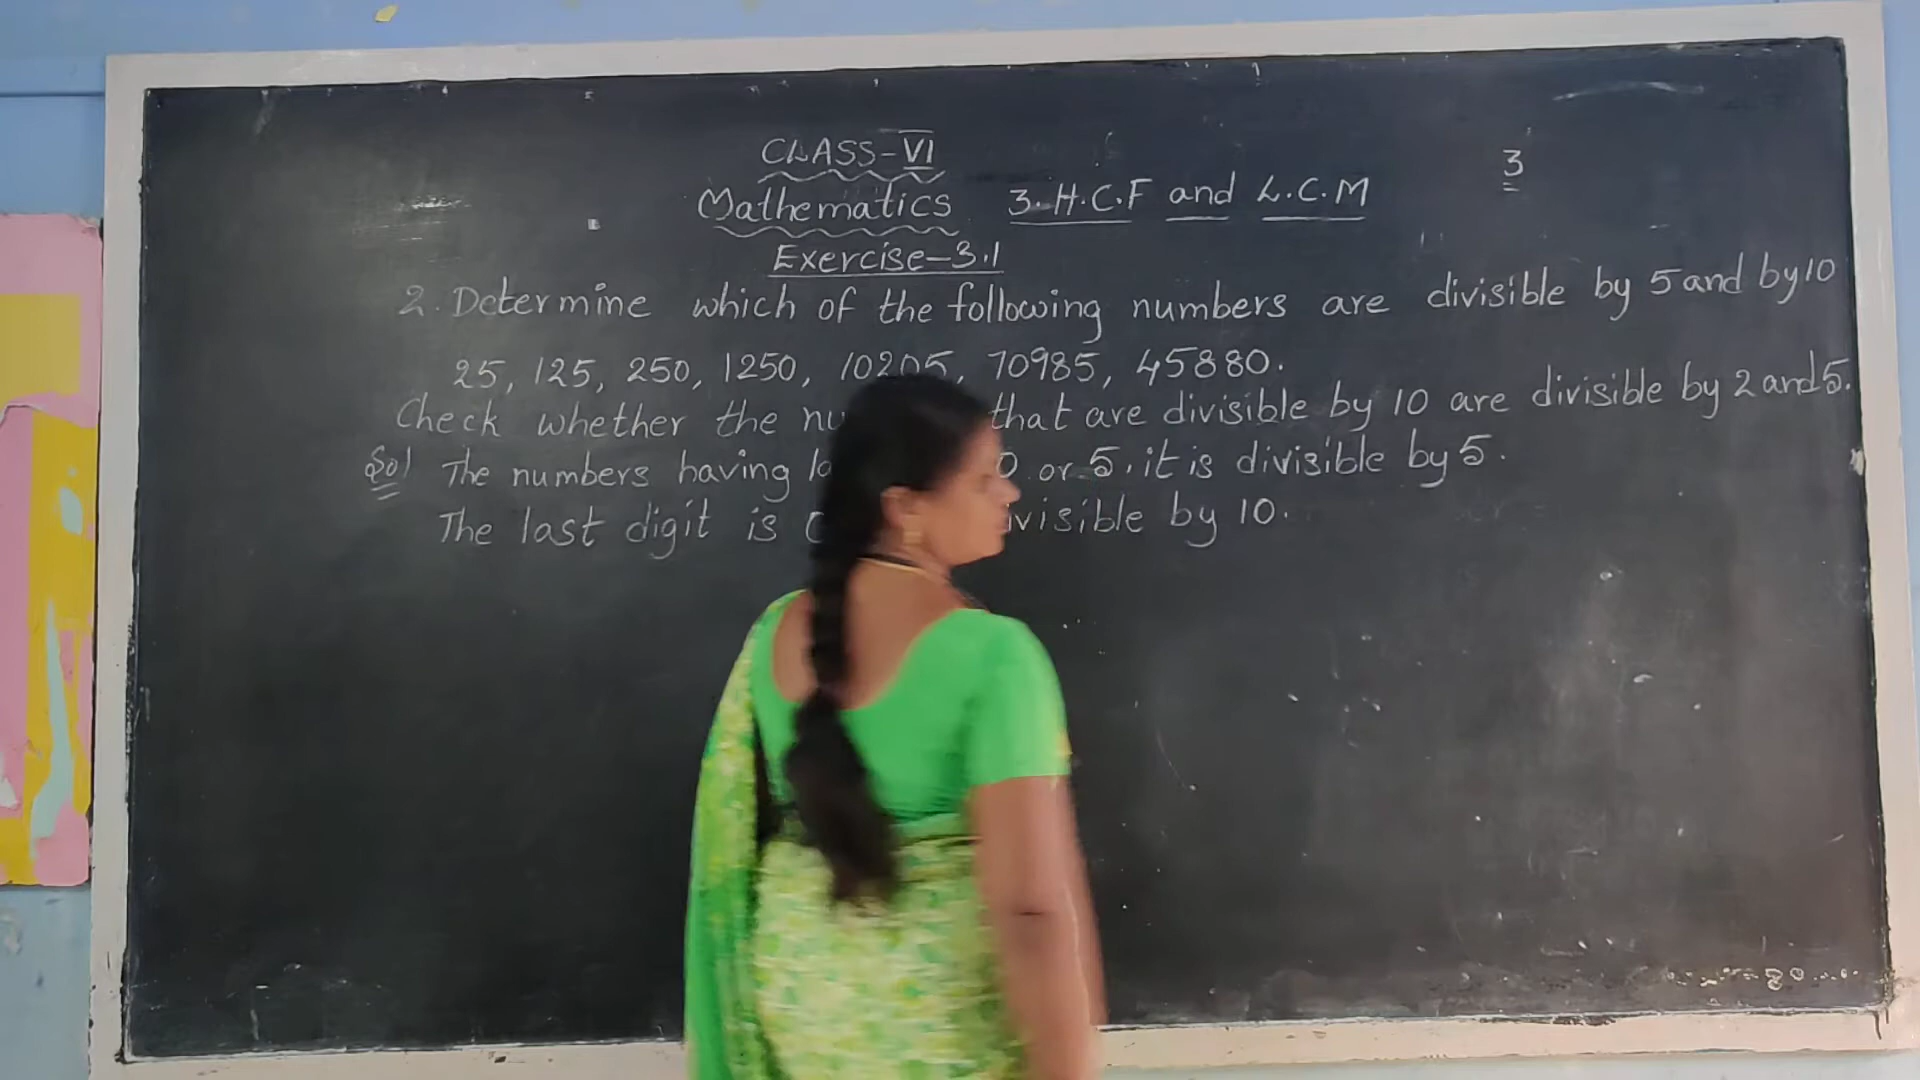 CLASS-VI
3
Mathematics 3. H.C.F and L.C.M
Exercise-3.1
2. Determine which of the following numbers are divisible by 5 and by 10
25, 125, 250, 1250, 10205, 70985, 45880.
Check whether the that are divisible by 10 are divisible by 2 and 5.
Sol The numbers having 0 or 5, it is divisible by 5.
The last digit is by 10.